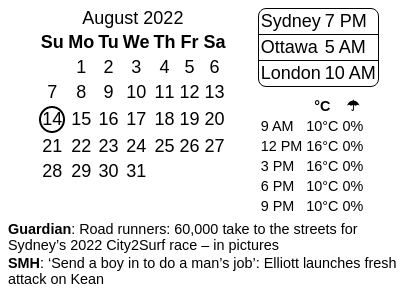 August 2022
Su Mo Tu We Th Fr Sa
1 2 3 4 5 6
7 8 9 10 11 12 13
14 15 16 17 18 19 20
21 22 23 24 25 26 27
28 29 30 31
Sydney 7 PM
Ottawa 5 AM
London 10 AM
°C ☂
9 AM 10°C 0%
12 PM 16°C 0%
3 PM 16°C 0%
6 PM 10°C 0%
9 PM 10°C 0%
Guardian: Road runners: 60,000 take to the streets for
Sydney’s 2022 City2Surf race – in pictures
SMH: ‘Send a boy in to do a man’s job’: Elliott launches fresh
attack on Kean